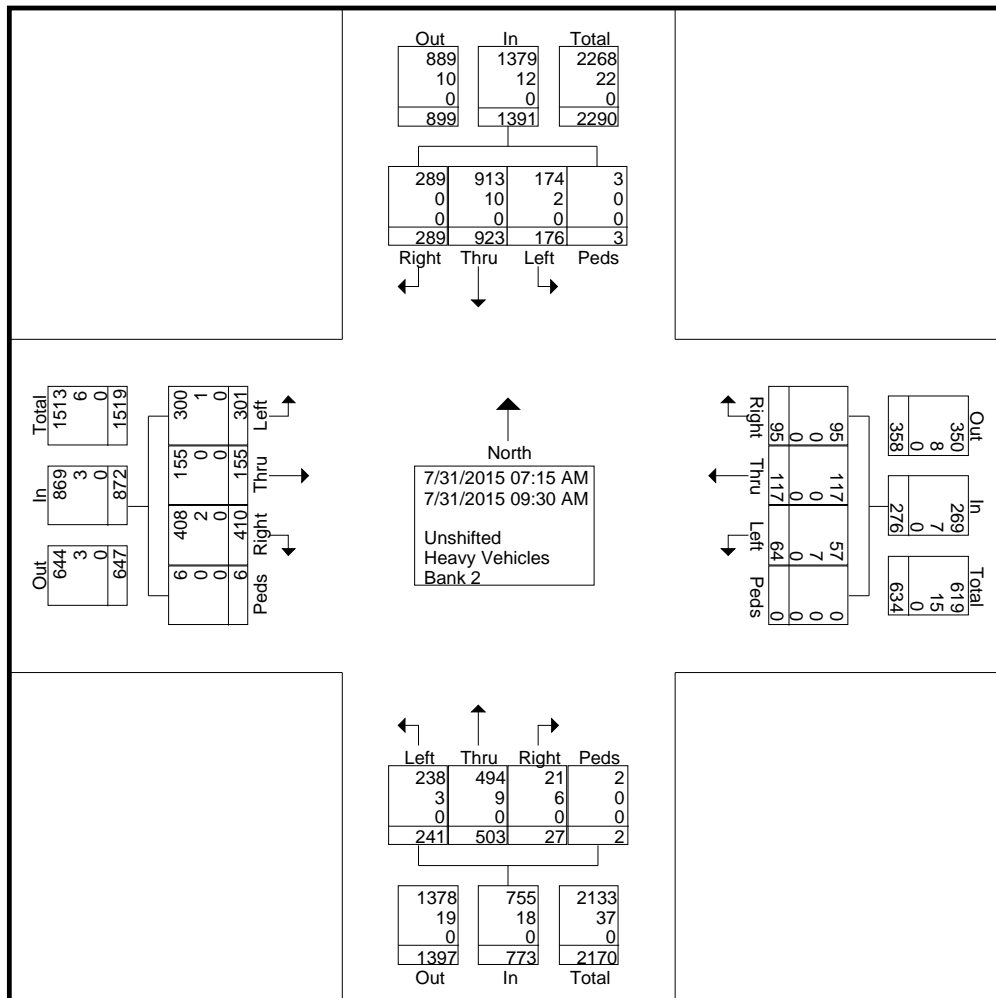 Out In Total
889 1379 2268
10 12 22
0 0 0
899 1391 2290
289 913 174 3
0 10 2 0
0 0 0 0
289 923 176 3
Right Thru Left Peds
Total
1513 6 0 1519
In
869 3 0 872
Out
644 3 0 647
300 1 0 301
Left
155 0 0 155
Thru
408 2 0 410
Right
6 0 0 6
Peds
North
7/31/2015 07:15 AM
7/31/2015 09:30 AM
Unshifted
Heavy Vehicles
Bank 2
Right
95 0 0 95
Thru
117 0 0 117
Left
57 7 0 64
Peds
0 0 0 0
Out
350 8 0 358
In
269 7 0 276
Total
619 15 0 634
Left Thru Right Peds
238 494 21 2
3 9 6 0
0 0 0 0
241 503 27 2
1378 755 2133
19 18 37
0 0 0
1397 773 2170
Out In Total